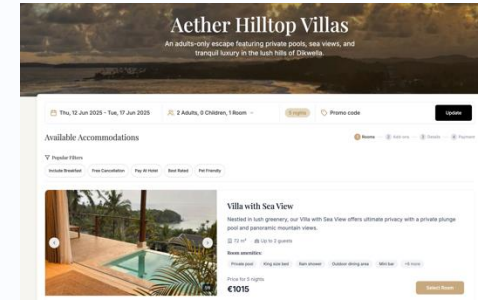 Aether Hilltop Villas
An adults-only escape featuring private pools, sea views, and
tranquil luxury in the lush hills of Dikwella.
Thu, 12 Jun 2025 - Tue, 17 Jun 2025
2 Adults, 0 Children, 1 Room
5 nights
Promo code
Update
Available Accommodations
Rooms
Add-ons
Details
Payment
Popular Filters
Include Breakfast
Free Cancellation
Pay At Hotel
Best Rated
Pet Friendly
Villa with Sea View
Nestled in lush greenery, our Villa with Sea View offers ultimate privacy with a private plunge
pool and panoramic mountain views.
72 m²
Up to 2 guests
Room amenities:
Private pool
King size bed
Rain shower
Outdoor dining area
Mini bar
Price for 5 nights
€1015
Select Room